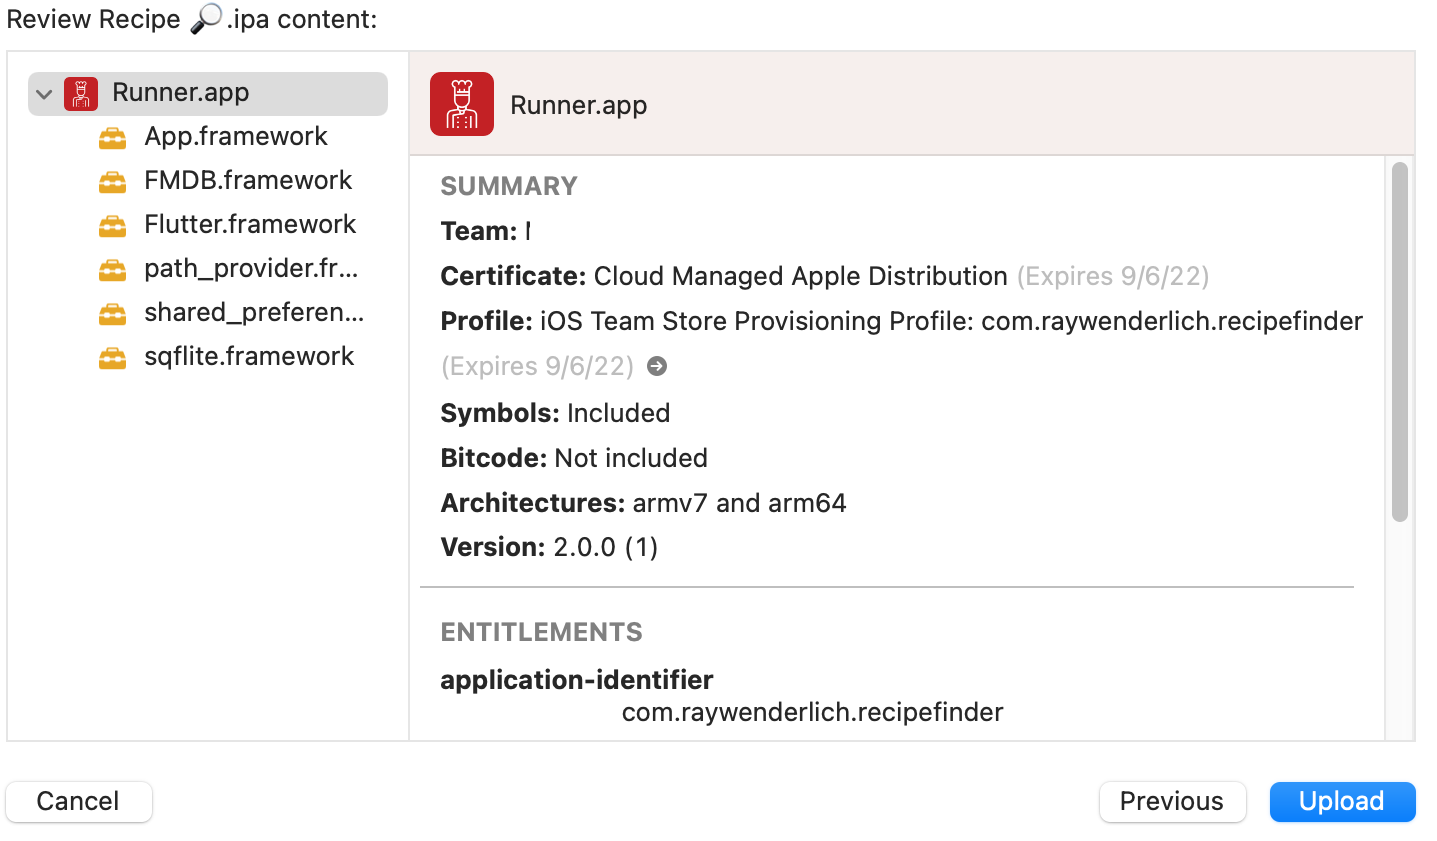 Review Recipe 🔎.ipa content:
Runner.app
App.framework
FMDB.framework
Flutter.framework
path_provider.fr...
shared_preferen...
sqflite.framework
Runner.app
SUMMARY
Team:
Certificate: Cloud Managed Apple Distribution (Expires 9/6/22)
Profile: iOS Team Store Provisioning Profile: com.raywenderlich.recipefinder
(Expires 9/6/22)
Symbols: Included
Bitcode: Not included
Architectures: armv7 and arm64
Version: 2.0.0 (1)
ENTITLEMENTS
application-identifier
com.raywenderlich.recipefinder
Cancel
Previous
Upload